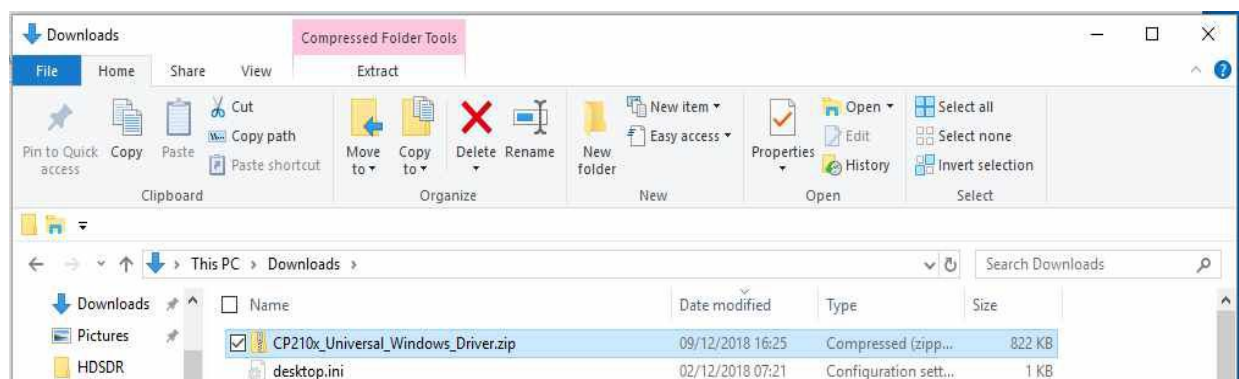 Downloads
Compressed Folder Tools
File Home Share View Extract
Pin to Quick access
Copy
Paste
Cut
Copy path
Paste shortcut
Move to
Copy to
Delete
Rename
New folder
New item
Easy access
Properties
Open
Edit
History
Select all
Select none
Invert selection
Clipboard Organize New Open Select
This PC Downloads
Search Downloads
Downloads
Pictures
HDSDR
Name Date modified Type Size
CP210x_Universal_Windows_Driver.zip 09/12/2018 16:25 Compressed (zipp... 822 KB
desktop.ini 02/12/2018 07:21 Configuration sett... 1 KB